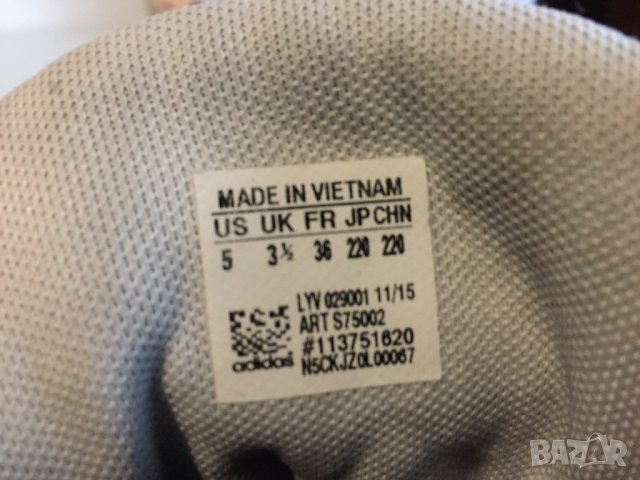 MADE IN VIETNAM
US UK FR JP CHN
5 3½ 36 220 220
LYV 029001 11/15
ART S75002
#113751620
adidas N5CKJZ0L00067
BAZAR